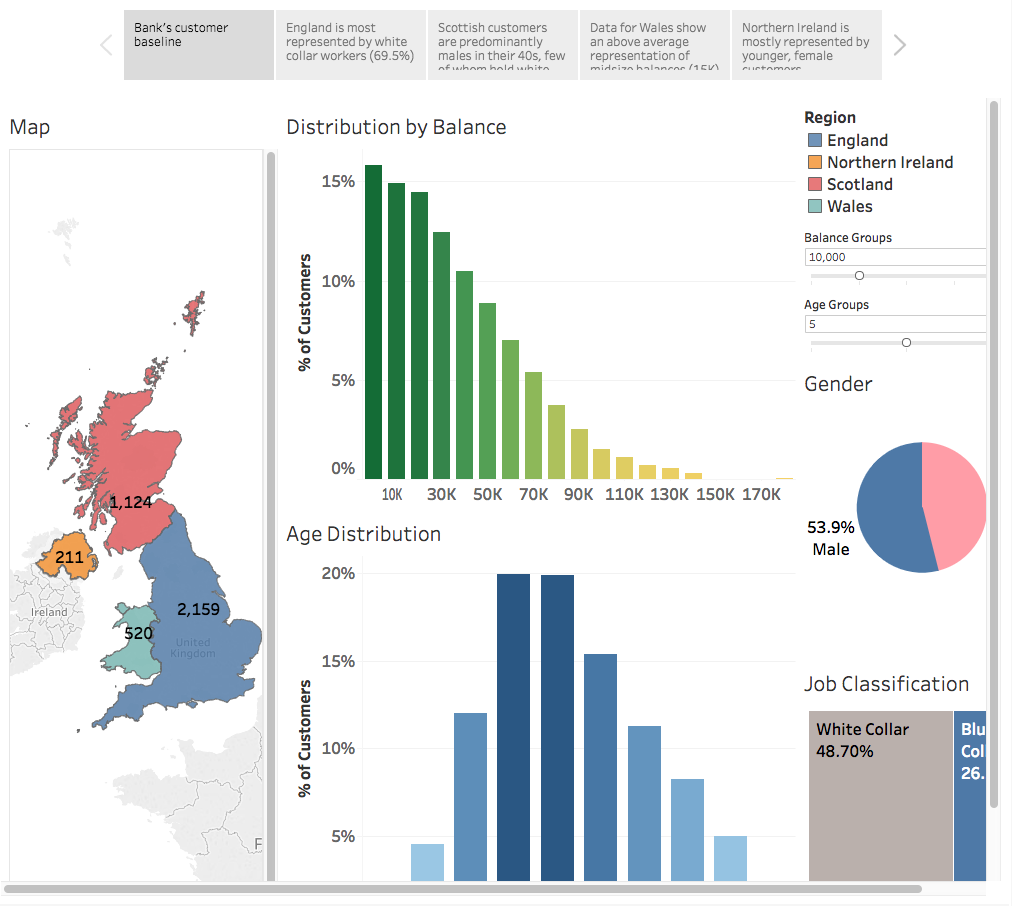 Bank's customer
baseline
England is most
represented by white
collar workers (69.5%)
Scottish customers
are predominantly
males in their 40s, few
of whom hold white
Data for Wales show
an above average
representation of
midsize balances (15K)
Northern Ireland is
mostly represented by
younger, female
customers
Map
1,124
211
Ireland
2,159
520
United
Kingdom
F
Distribution by Balance
% of Customers
15%
10%
5%
0%
10K 30K 50K 70K 90K 110K 130K 150K 170K
Age Distribution
% of Customers
20%
15%
10%
5%
Region
England
Northern Ireland
Scotland
Wales
Balance Groups
10,000
Age Groups
5
Gender
53.9%
Male
Job Classification
White Collar
48.70%
Blu
Col
26.